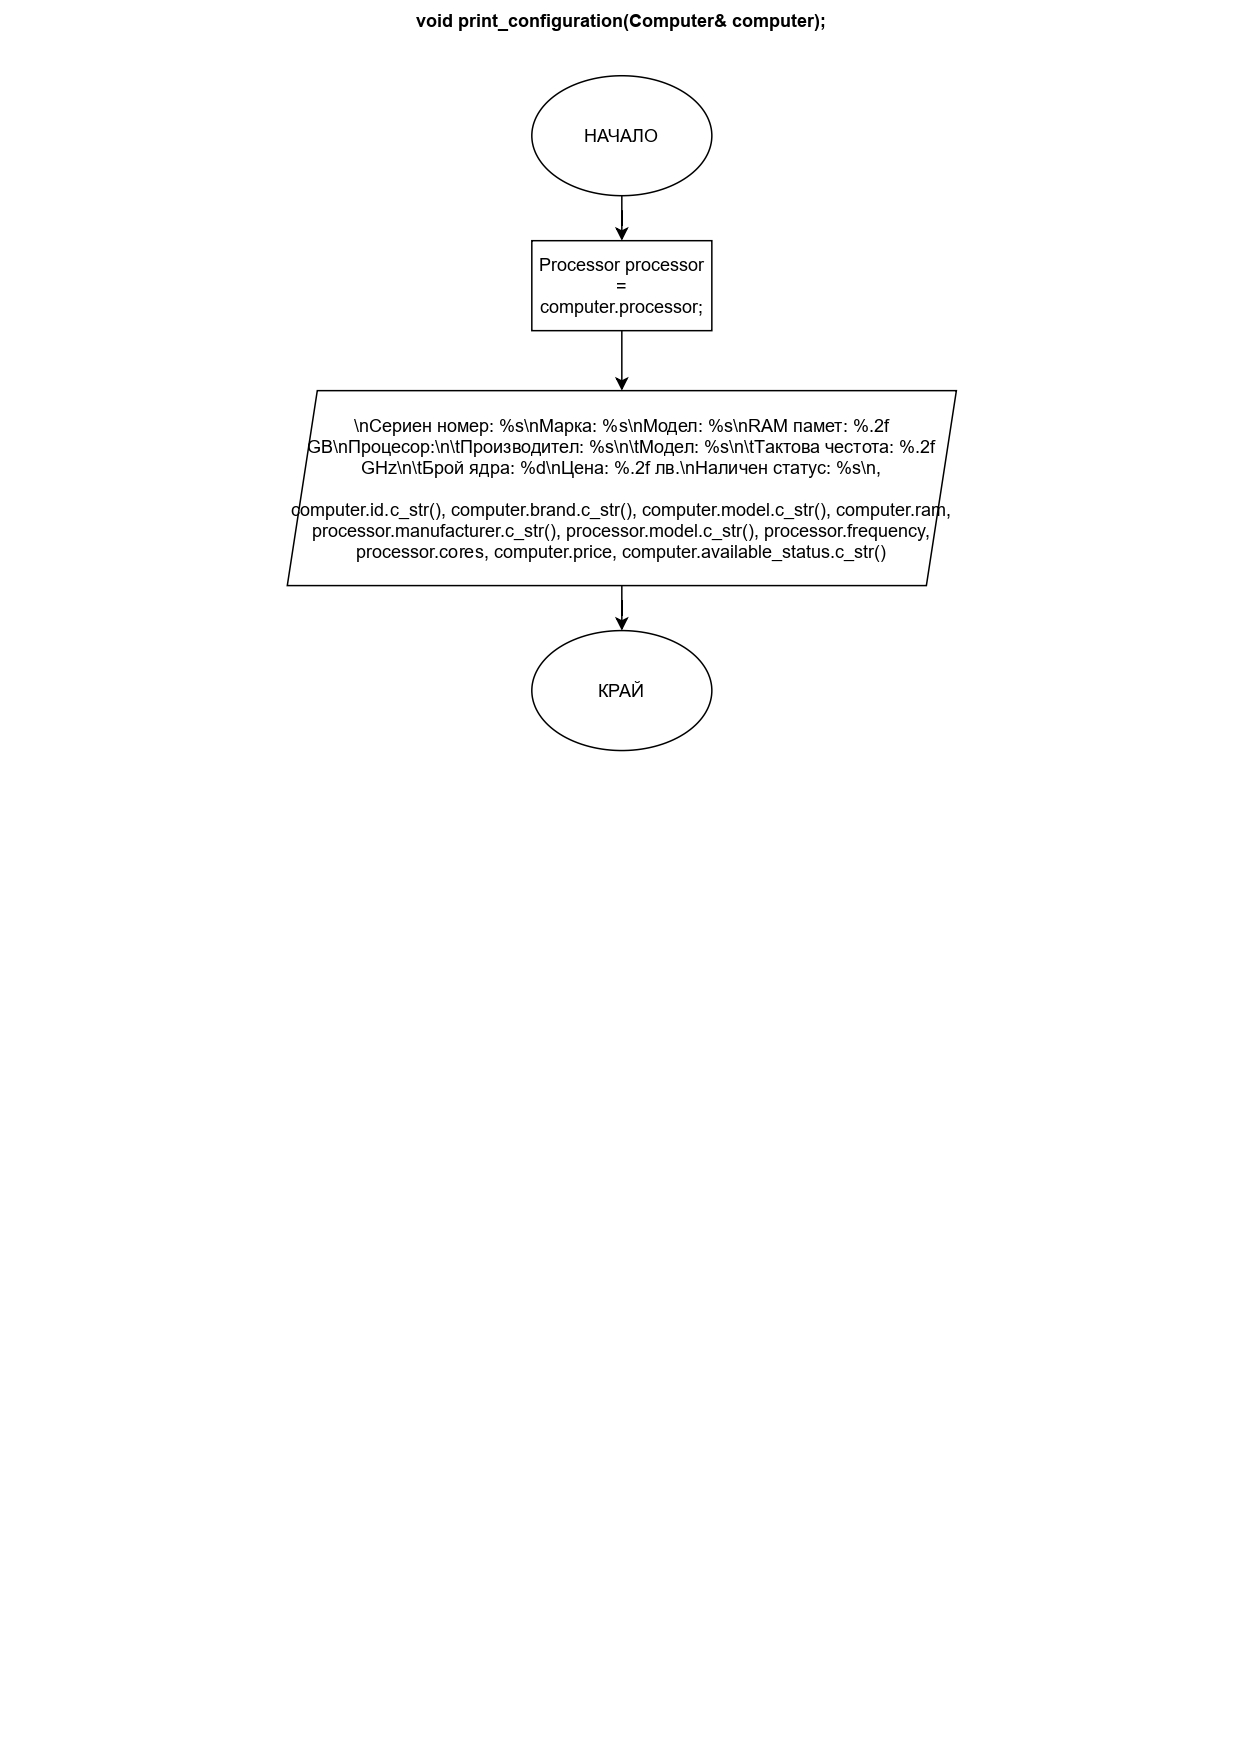 void print_configuration(Computer& computer);
НАЧАЛО
Processor processor
=
computer.processor;
\nСериен номер: %s\nМарка: %s\nМодел: %s\nRAM памет: %.2f
GB\nПроцесор:\n\tПроизводител: %s\n\tМодел: %s\n\tТактова честота: %.2f
GHz\n\tБрой ядра: %d\nЦена: %.2f лв.\nНаличен статус: %s\n,
computer.id.c_str(), computer.brand.c_str(), computer.model.c_str(), computer.ram,
processor.manufacturer.c_str(), processor.model.c_str(), processor.frequency,
processor.cores, computer.price, computer.available_status.c_str()
КРАЙ